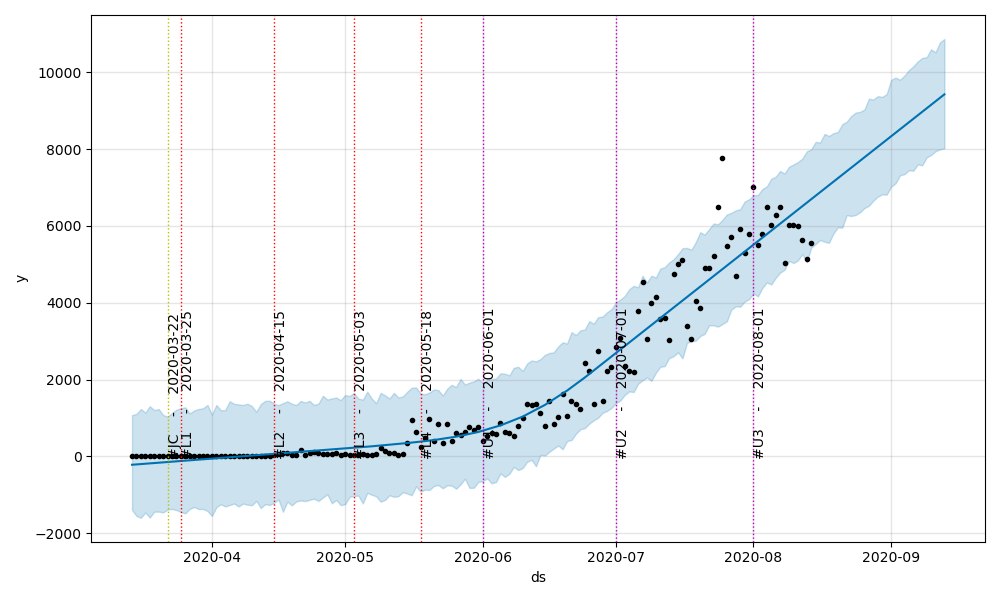 10000
8000
6000
4000
2000
0
−2000
y
#JC - 2020-03-22
#L1 - 2020-03-25
#L2 - 2020-04-15
#L3 - 2020-05-03
#L4 - 2020-05-18
#U1 - 2020-06-01
#U2 - 2020-07-01
#U3 - 2020-08-01
2020-04 2020-05 2020-06 2020-07 2020-08 2020-09
ds